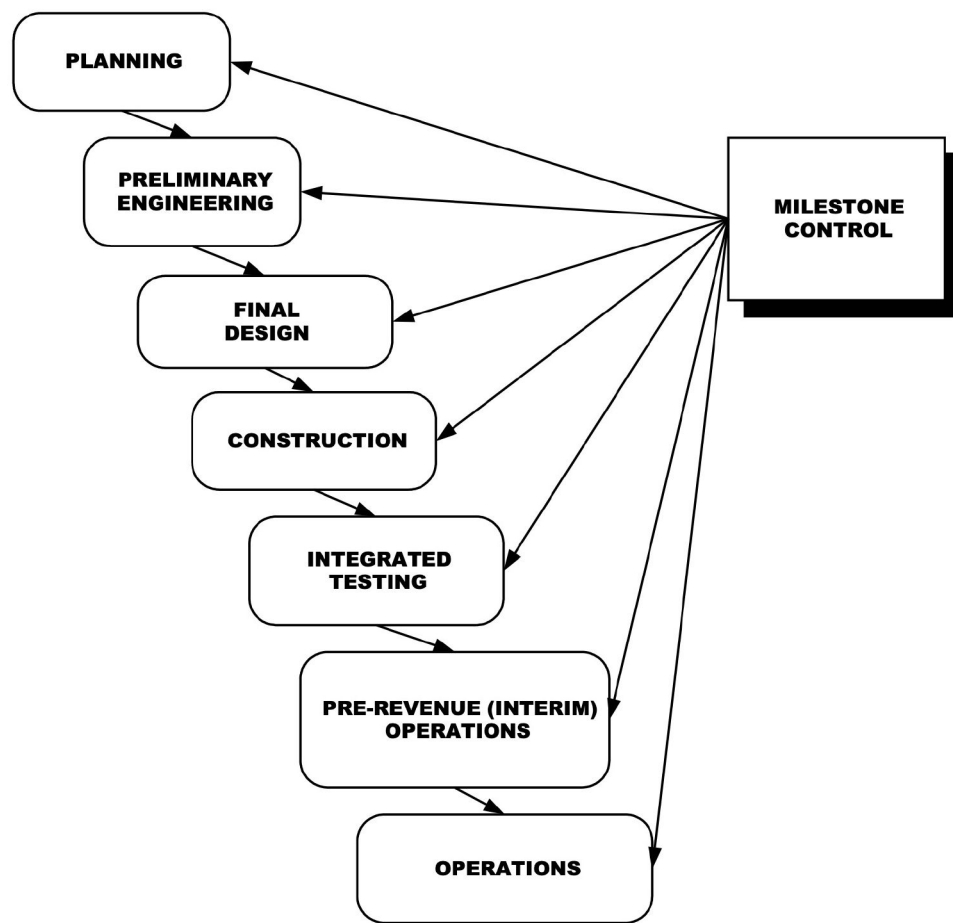 PLANNING
PRELIMINARY
ENGINEERING
MILESTONE
CONTROL
FINAL
DESIGN
CONSTRUCTION
INTEGRATED
TESTING
PRE-REVENUE (INTERIM)
OPERATIONS
OPERATIONS